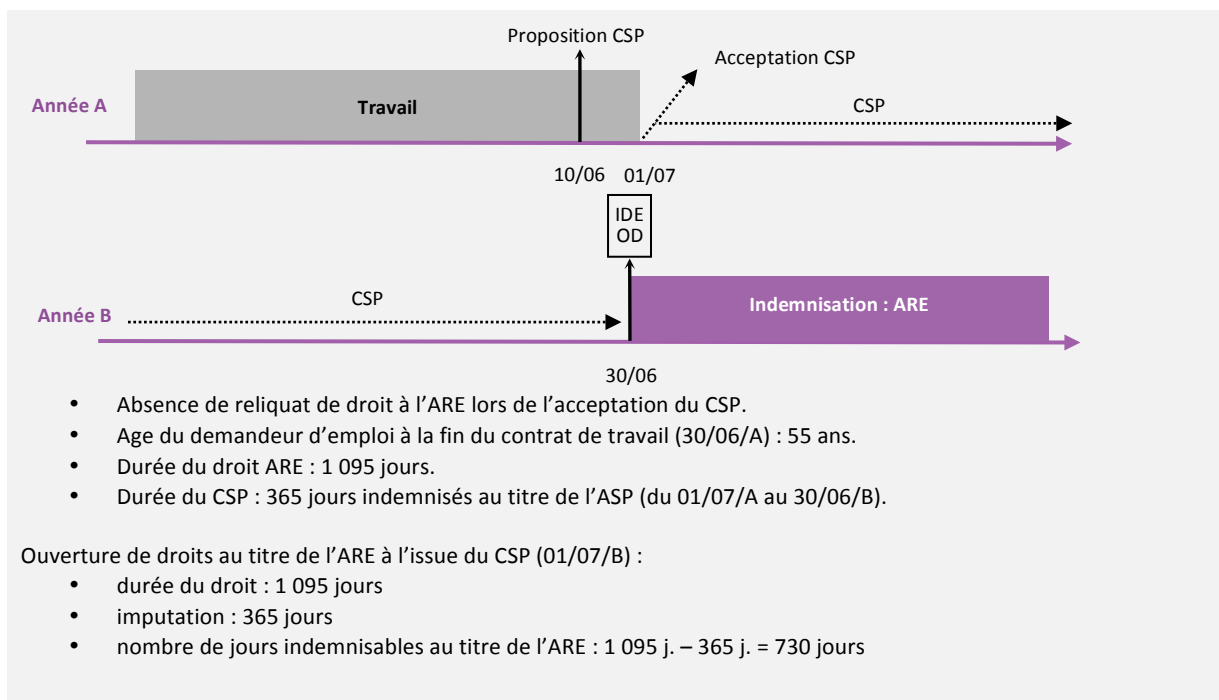 Proposition CSP
Acceptation CSP
Année A
Travail
CSP
10/06 01/07
IDE
OD
CSP
Indemnisation : ARE
Année B
30/06
• Absence de reliquat de droit à l’ARE lors de l’acceptation du CSP.
• Age du demandeur d’emploi à la fin du contrat de travail (30/06/A) : 55 ans.
• Durée du droit ARE : 1 095 jours.
• Durée du CSP : 365 jours indemnisés au titre de l’ASP (du 01/07/A au 30/06/B).
Ouverture de droits au titre de l’ARE à l’issue du CSP (01/07/B) :
• durée du droit : 1 095 jours
• imputation : 365 jours
• nombre de jours indemnisables au titre de l’ARE : 1 095 j. – 365 j. = 730 jours